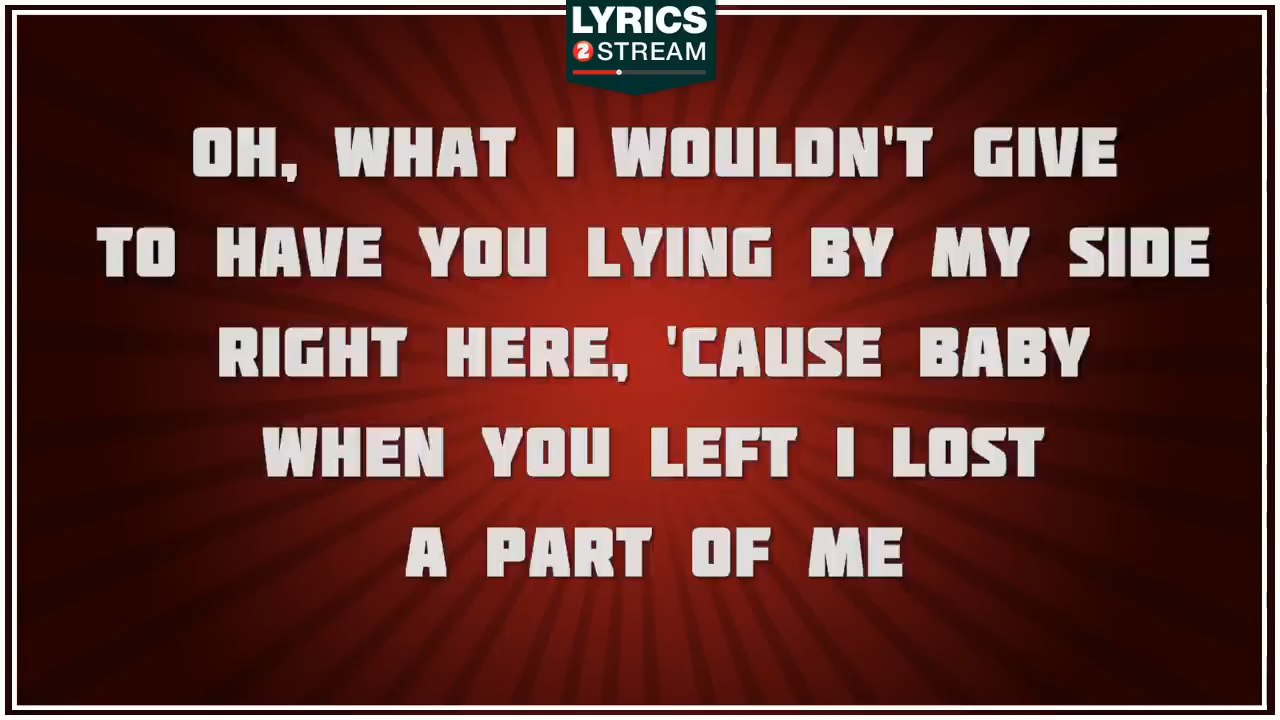 LYRICS
2 STREAM
OH, WHAT I WOULDN'T GIVE
TO HAVE YOU LYING BY MY SIDE
RIGHT HERE, 'CAUSE BABY
WHEN YOU LEFT I LOST
A PART OF ME